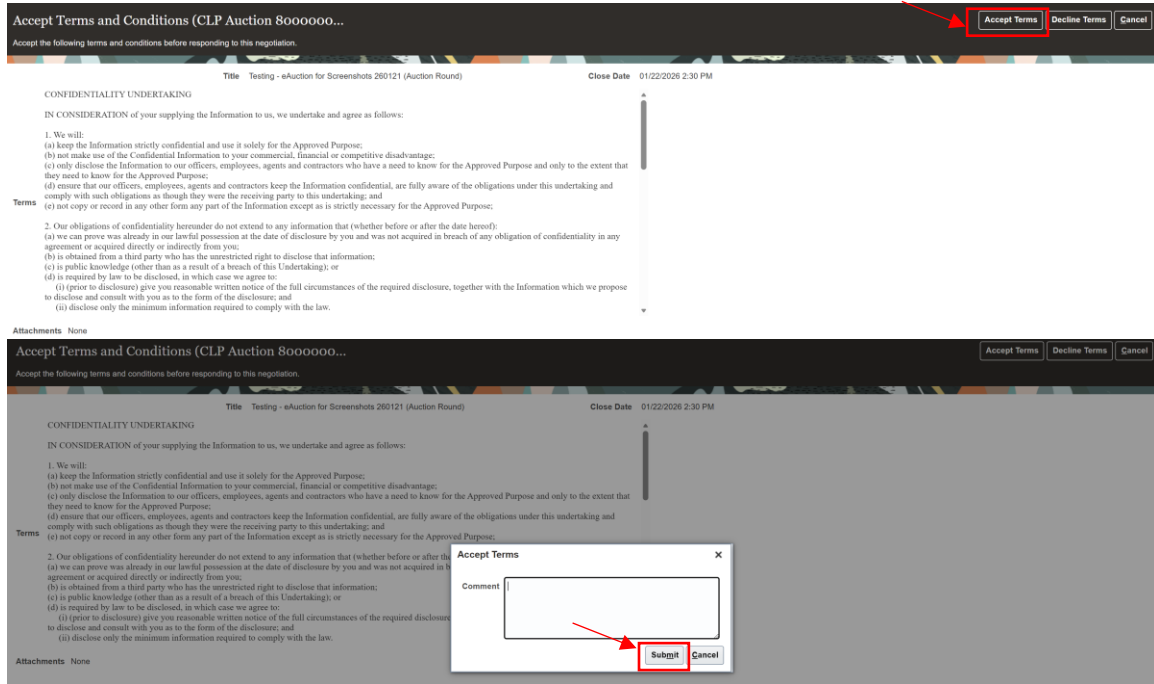 Accept Terms and Conditions (CLP Auction 8000000...
Accept Terms Decline Terms Cancel
Accept the following terms and conditions before responding to this negotiation.
Title Testing - eAuction for Screenshots 260121 (Auction Round) Close Date 01/22/2026 2:30 PM
CONFIDENTIALITY UNDERTAKING
IN CONSIDERATION of your supplying the Information to us, we undertake and agree as follows:
1. We will:
(a) keep the Information strictly confidential and use it solely for the Approved Purpose;
(b) not make use of the Confidential Information to your commercial, financial or competitive disadvantage;
(c) only disclose the Information to our officers, employees, agents and contractors who have a need to know for the Approved Purpose and only to the extent that
they need to know for the Approved Purpose;
(d) ensure that our officers, employees, agents and contractors keep the Information confidential, are fully aware of the obligations under this undertaking and
comply with such obligations as though they were the receiving party to this undertaking; and
Terms
(e) not copy or record in any other form any part of the Information except as is strictly necessary for the Approved Purpose;
2. Our obligations of confidentiality hereunder do not extend to any information that (whether before or after the date hereof):
(a) we can prove was already in our lawful possession at the date of disclosure by you and was not acquired in breach of any obligation of confidentiality in any
agreement or acquired directly or indirectly from you;
(b) is obtained from a third party who has the unrestricted right to disclose that information;
(c) is public knowledge (other than as a result of a breach of this Undertaking); or
(d) is required by law to be disclosed, in which case we agree to:
(i) (prior to disclosure) give you reasonable written notice of the full circumstances of the required disclosure, together with the Information which we propose
to disclose and consult with you as to the form of the disclosure; and
(ii) disclose only the minimum information required to comply with the law.
Attachments None
Accept Terms and Conditions (CLP Auction 8000000...
Accept Terms Decline Terms Cancel
Accept the following terms and conditions before responding to this negotiation.
Title Testing - eAuction for Screenshots 260121 (Auction Round) Close Date 01/22/2026 2:30 PM
CONFIDENTIALITY UNDERTAKING
IN CONSIDERATION of your supplying the Information to us, we undertake and agree as follows:
1. We will:
(a) keep the Information strictly confidential and use it solely for the Approved Purpose;
(b) not make use of the Confidential Information to your commercial, financial or competitive disadvantage;
(c) only disclose the Information to our officers, employees, agents and contractors who have a need to know for the Approved Purpose and only to the extent that
they need to know for the Approved Purpose;
(d) ensure that our officers, employees, agents and contractors keep the Information confidential, are fully aware of the obligations under this undertaking and
comply with such obligations as though they were the receiving party to this undertaking; and
Terms
(e) not copy or record in any other form any part of the Information except as is strictly necessary for the Approved Purpose;
2. Our obligations of confidentiality hereunder do not extend to any information that (whether before or after the
(a) we can prove was already in our lawful possession at the date of disclosure by you and was not acquired in b
agreement or acquired directly or indirectly from you;
(b) is obtained from a third party who has the unrestricted right to disclose that information;
(c) is public knowledge (other than as a result of a breach of this Undertaking); or
(d) is required by law to be disclosed, in which case we agree to:
(i) (prior to disclosure) give you reasonable written notice of the full circumstances of the required disclosure
to disclose and consult with you as to the form of the disclosure; and
(ii) disclose only the minimum information required to comply with the law.
Accept Terms
Comment
Submit Cancel
Attachments None